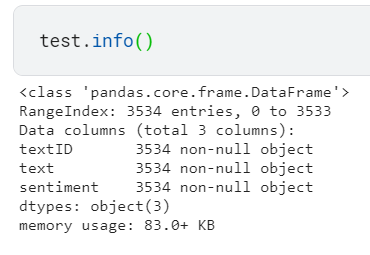 test.info()
<class 'pandas.core.frame.DataFrame'>
RangeIndex: 3534 entries, 0 to 3533
Data columns (total 3 columns):
textID       3534 non-null object
text         3534 non-null object
sentiment    3534 non-null object
dtypes: object(3)
memory usage: 83.0+ KB